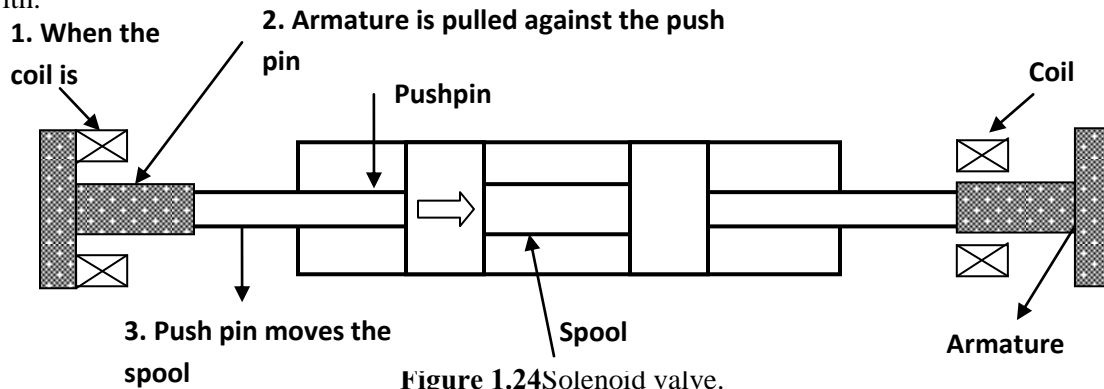 1. When the
coil is
2. Armature is pulled against the push
pin
Pushpin
Coil
3. Push pin moves the
spool
Spool
Armature
Figure 1.24Solenoid valve.